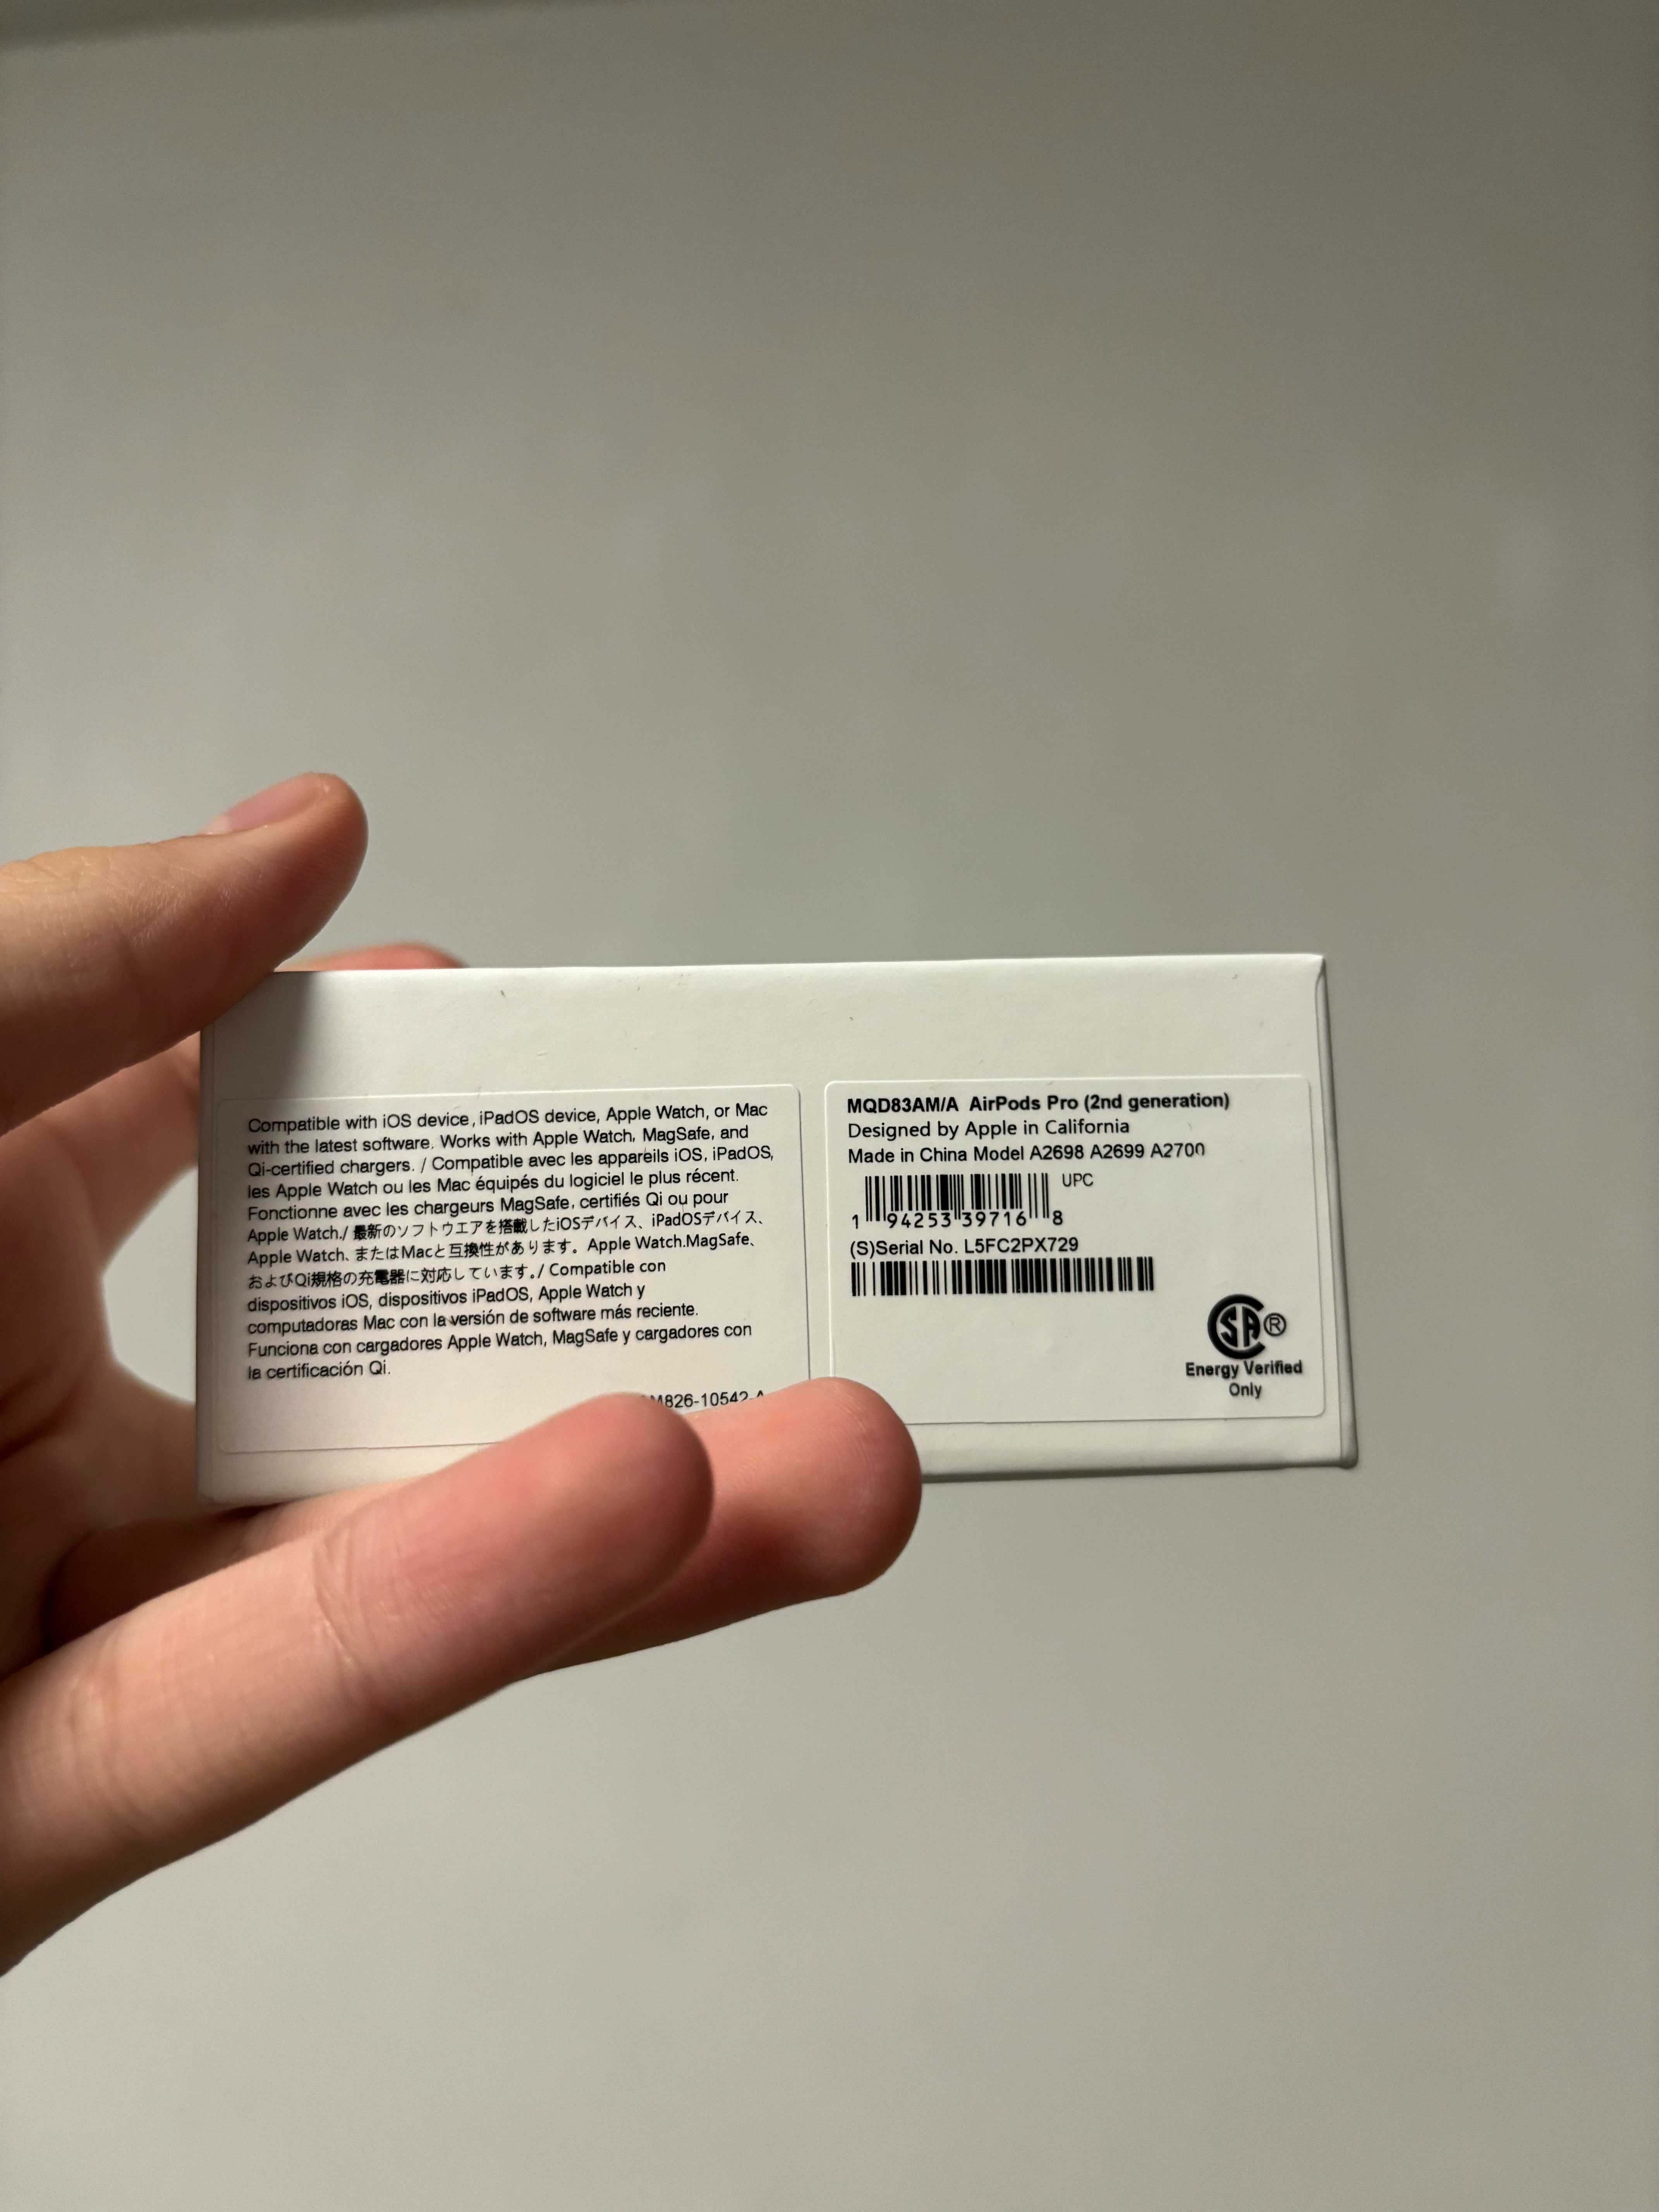 Compatible with iOS device, iPadOS device, Apple Watch, or Mac
with the latest software. Works with Apple Watch, MagSafe, and
Qi-certified chargers. / Compatible avec les appareils iOS, iPadOS,
les Apple Watch ou les Mac équipés du logiciel le plus récent.
Fonctionne avec les chargeurs MagSafe, certifiés Qi ou pour
Apple Watch./ 最新のソフトウエアを搭載したiOSデバイス、iPadOSデバイス、
Apple Watch、またはMacと互換性があります。Apple Watch.MagSafe、
およびQi規格の充電器に対応しています。/ Compatible con
dispositivos iOS, dispositivos iPadOS, Apple Watch y
computadoras Mac con la versión de software más reciente.
Funciona con cargadores Apple Watch, MagSafe y cargadores con
la certificación Qi.
MQD83AM/A AirPods Pro (2nd generation)
Designed by Apple in California
Made in China Model A2698 A2699 A2700
UPC
1 94253 39716 8
(S)Serial No. L5FC2PX729
SA®
Energy Verified
Only